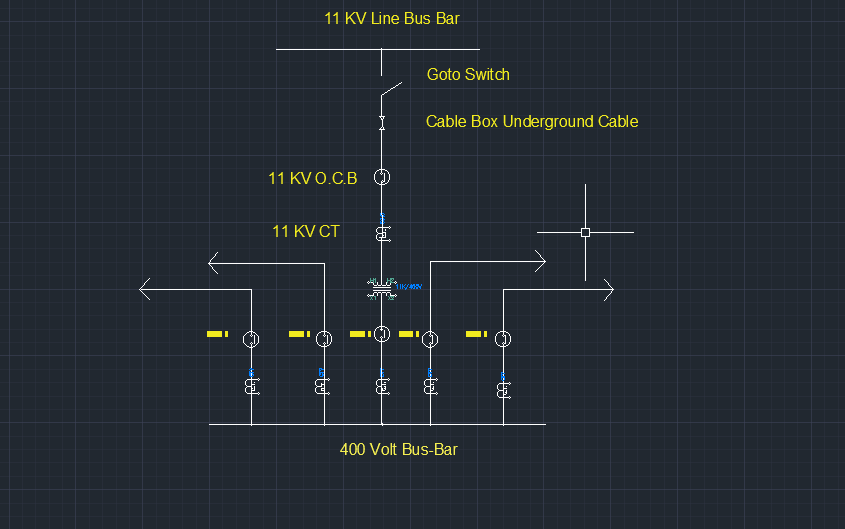 11 KV Line Bus Bar
Goto Switch
Cable Box Underground Cable
11 KV O.C.B
11 KV CT
400 Volt Bus-Bar